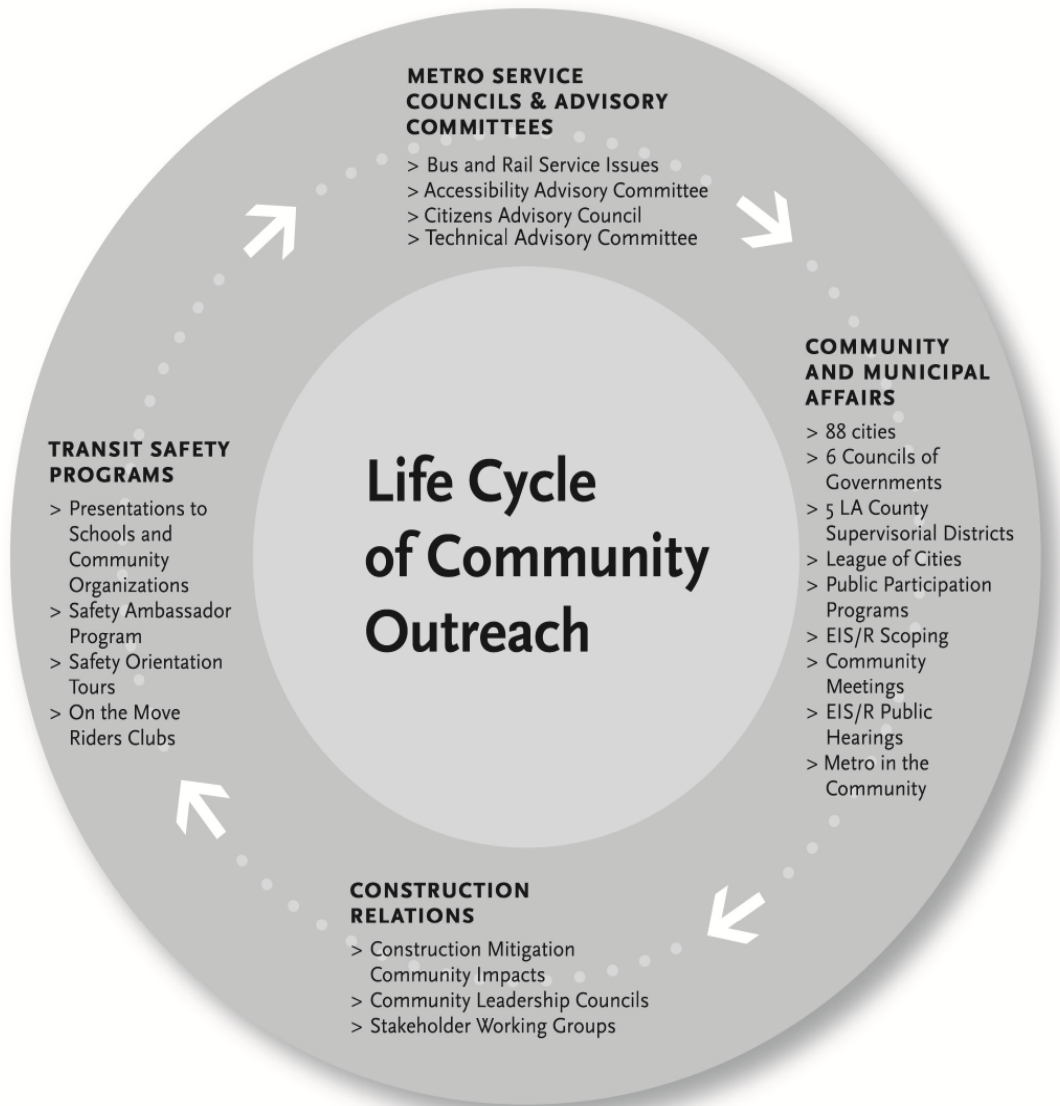 METRO SERVICE
COUNCILS & ADVISORY
COMMITTEES
> Bus and Rail Service Issues
> Accessibility Advisory Committee
> Citizens Advisory Council
> Technical Advisory Committee
COMMUNITY
AND MUNICIPAL
AFFAIRS
> 88 cities
> 6 Councils of
Governments
> 5 LA County
Supervisorial Districts
> League of Cities
> Public Participation
Programs
> EIS/R Scoping
> Community
Meetings
> EIS/R Public
Hearings
> Metro in the
Community
CONSTRUCTION
RELATIONS
> Construction Mitigation
Community Impacts
> Community Leadership Councils
> Stakeholder Working Groups
TRANSIT SAFETY
PROGRAMS
> Presentations to
Schools and
Community
Organizations
> Safety Ambassador
Program
> Safety Orientation
Tours
> On the Move
Riders Clubs
Life Cycle
of Community
Outreach